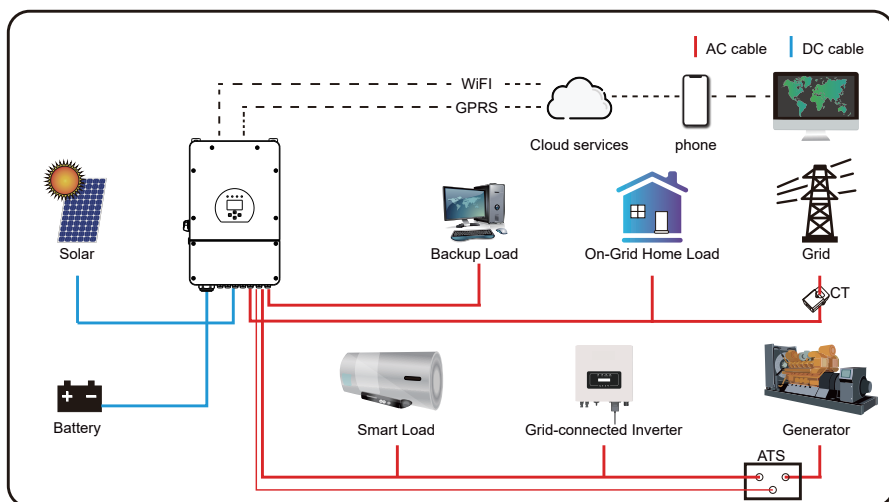 AC cable
DC cable
WiFI
GPRS
Cloud services
phone
Solar
Backup Load
On-Grid Home Load
Grid
CT
Battery
Smart Load
Grid-connected Inverter
Generator
ATS